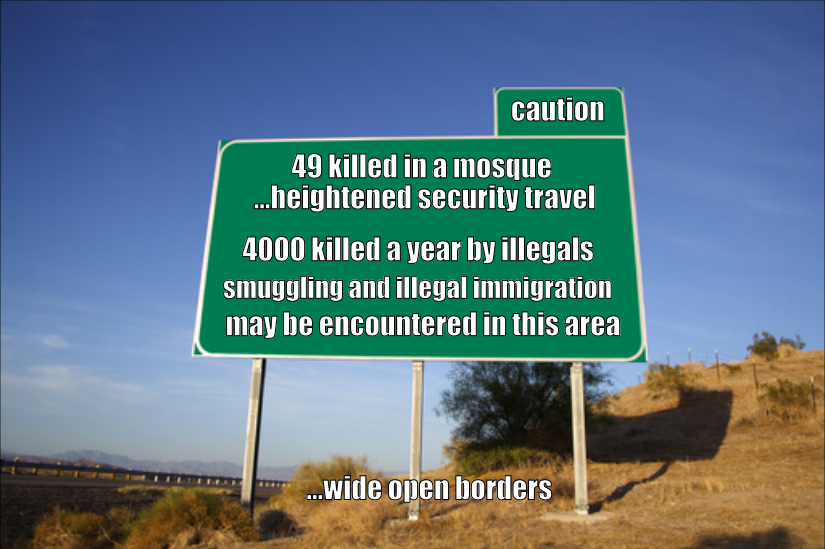 caution
49 killed in a mosque
...heightened security travel
4000 killed a year by illegals
smuggling and illegal immigration
may be encountered in this area
...wide open borders